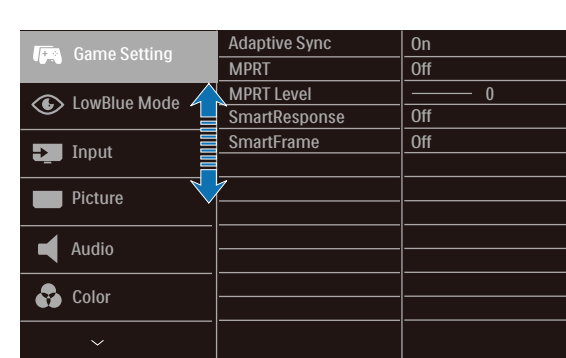 Game Setting
LowBlue Mode
Input
Picture
Audio
Color
Adaptive Sync On
MPRT Off
MPRT Level 0
SmartResponse Off
SmartFrame Off